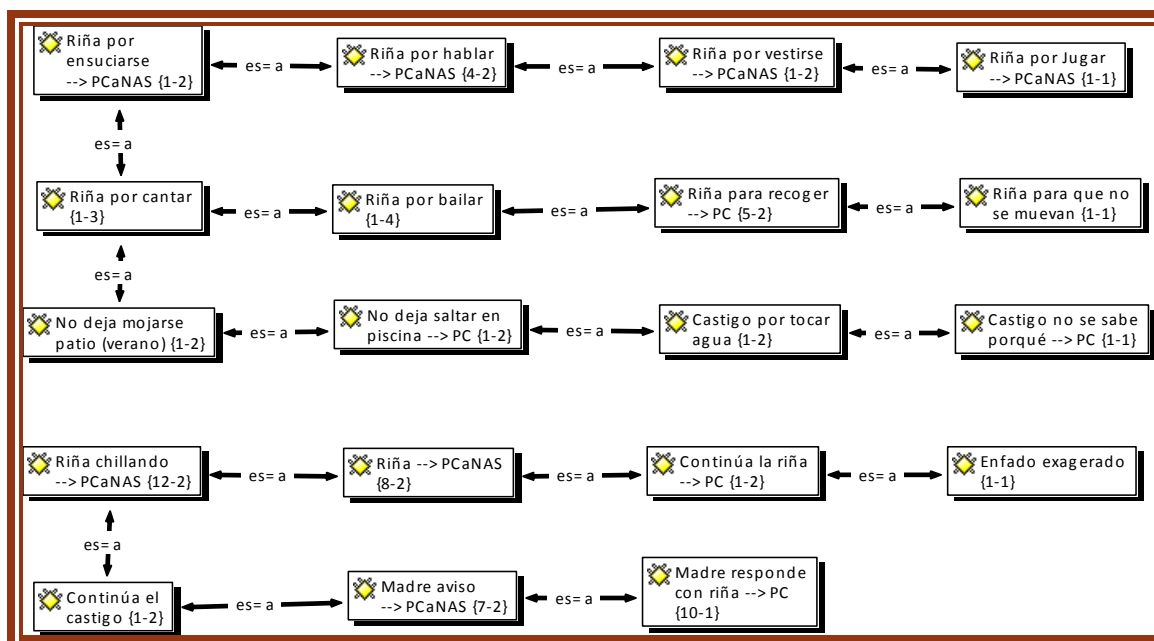 Riña por
ensuciarse
--> PCaNAS {1-2}
es= a
Riña por hablar
--> PCaNAS {4-2}
es= a
Riña por vestirse
--> PCaNAS {1-2}
es= a
Riña por Jugar
--> PCaNAS {1-1}
es= a
Riña por cantar
{1-3}
es= a
Riña por bailar
{1-4}
es= a
Riña para recoger
--> PC {5-2}
es= a
Riña para que no
se muevan {1-1}
es= a
No deja mojarse
patio (verano) {1-2}
es= a
No deja saltar en
piscina --> PC {1-2}
es= a
Castigo por tocar
agua {1-2}
es= a
Castigo no se sabe
porqué --> PC {1-1}
Riña chillando
--> PCaNAS {12-2}
es= a
Riña --> PCaNAS
{8-2}
es= a
Continúa la riña
--> PC {1-2}
es= a
Enfado exagerado
{1-1}
es= a
Continúa el
castigo {1-2}
es= a
Madre aviso
--> PCaNAS {7-2}
es= a
Madre responde
con riña --> PC
{10-1}